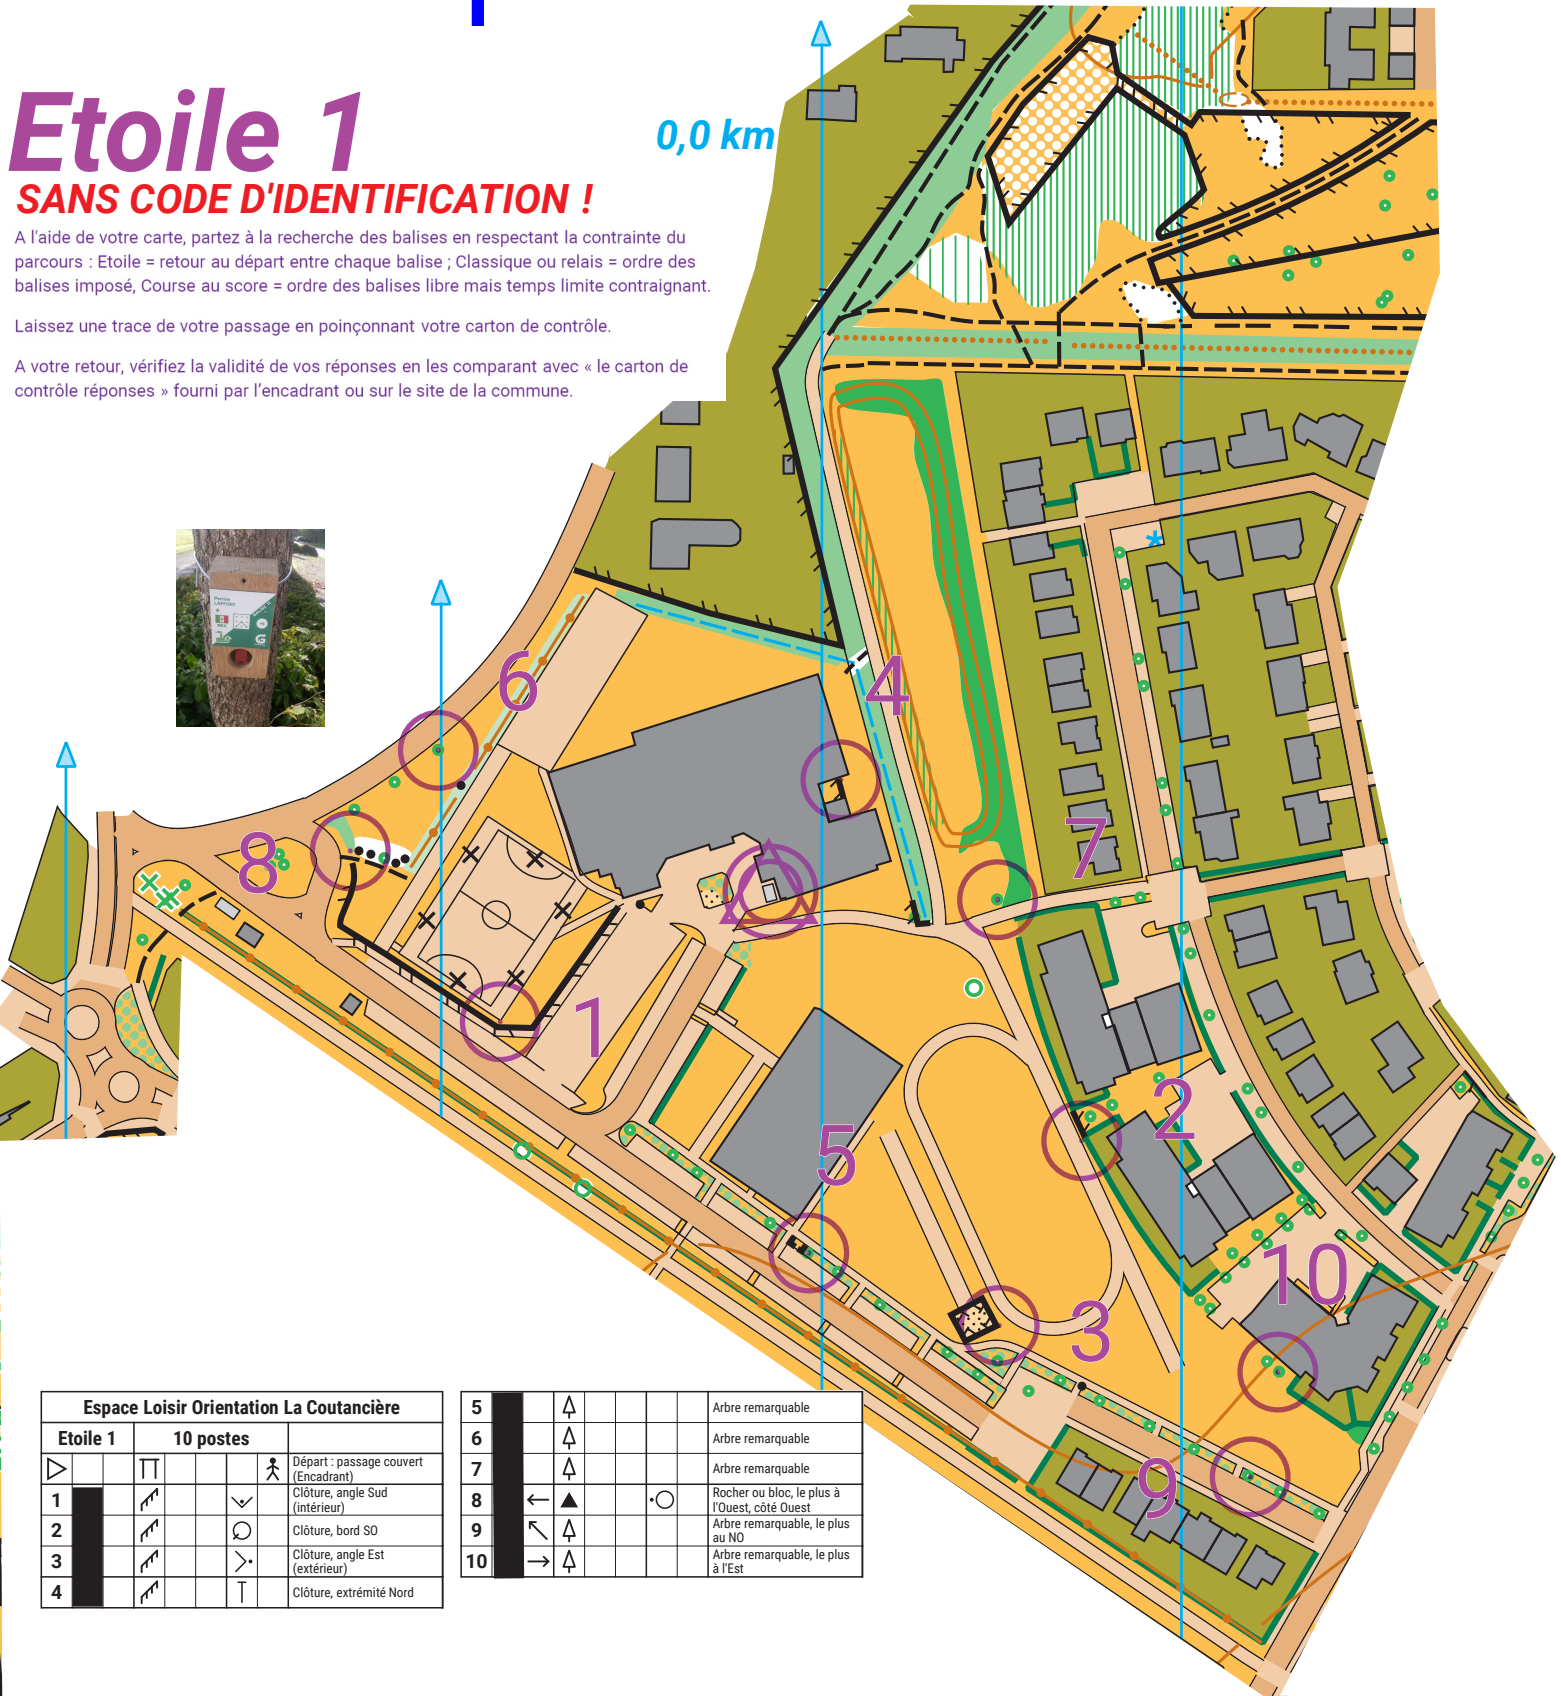 Etoile 1
0,0 km
SANS CODE D'IDENTIFICATION !
A l'aide de votre carte, partez à la recherche des balises en respectant la contrainte du
parcours : Etoile = retour au départ entre chaque balise ; Classique ou relais = ordre des
balises imposé, Course au score = ordre des balises libre mais temps limite contraignant.
Laissez une trace de votre passage en poinçonnant votre carton de contrôle.
A votre retour, vérifiez la validité de vos réponses en les comparant avec « le carton de
contrôle réponses » fourni par l'encadrant ou sur le site de la commune.
6
4
7
8
1
2
5
10
3
9
Espace Loisir Orientation La Coutancière
Etoile 1 10 postes
Départ : passage couvert
(Encadrant)
1 Clôture, angle Sud
(intérieur)
2 Clôture, bord SO
3 Clôture, angle Est
(extérieur)
4 Clôture, extrémité Nord
5 Arbre remarquable
6 Arbre remarquable
7 Arbre remarquable
8 Rocher ou bloc, le plus à
l'Ouest, côté Ouest
9 Arbre remarquable, le plus
au NO
10 Arbre remarquable, le plus
à l'Est